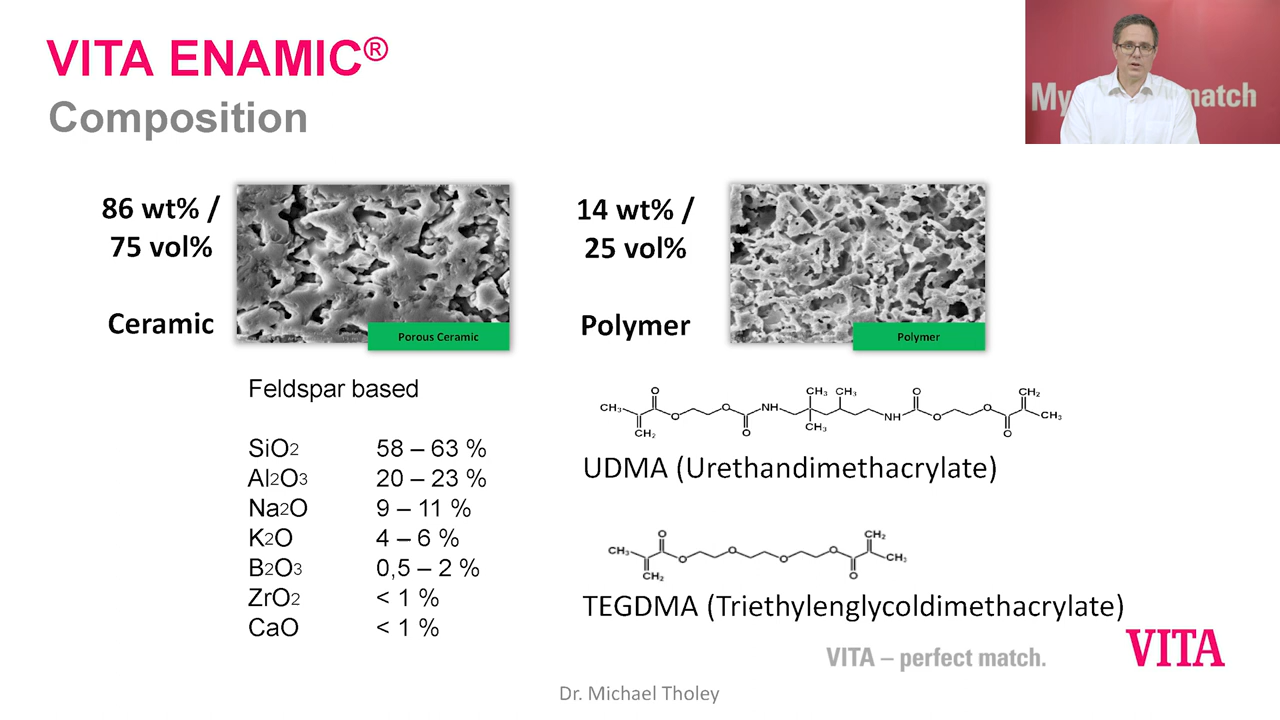 VITA ENAMIC®
Composition
My match
86 wt% /
75 vol%
Ceramic
Porous Ceramic
14 wt% /
25 vol%
Polymer
Polymer
Feldspar based
SiO2 58 – 63 %
Al2O3 20 – 23 %
Na2O 9 – 11 %
K2O 4 – 6 %
B2O3 0,5 – 2 %
ZrO2 < 1 %
CaO < 1 %
O O CH3 CH3 O O CH2
CH3 O O NH NH O O CH3
CH2 O CH3 O O
UDMA (Urethandimethacrylate)
O CH2
CH3 O O O O CH3
CH2 O
TEGDMA (Triethylenglycoldimethacrylate)
VITA – perfect match.
VITA
Dr. Michael Tholey